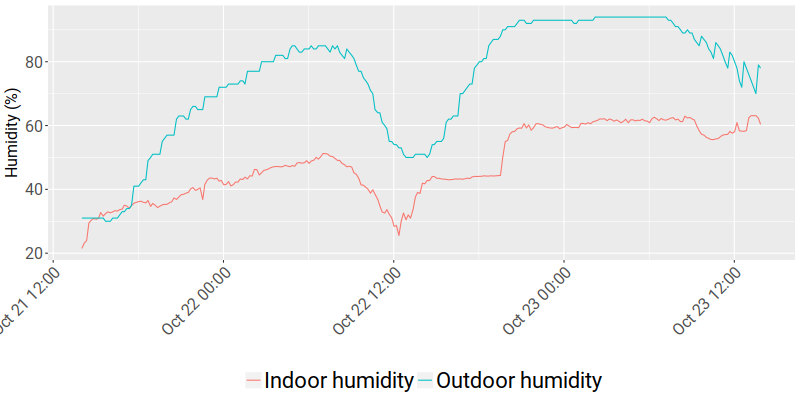 Humidity (%)
80
60
40
20
Oct 21 12:00
Oct 22 00:00
Oct 22 12:00
Oct 23 00:00
Oct 23 12:00
Indoor humidity
Outdoor humidity